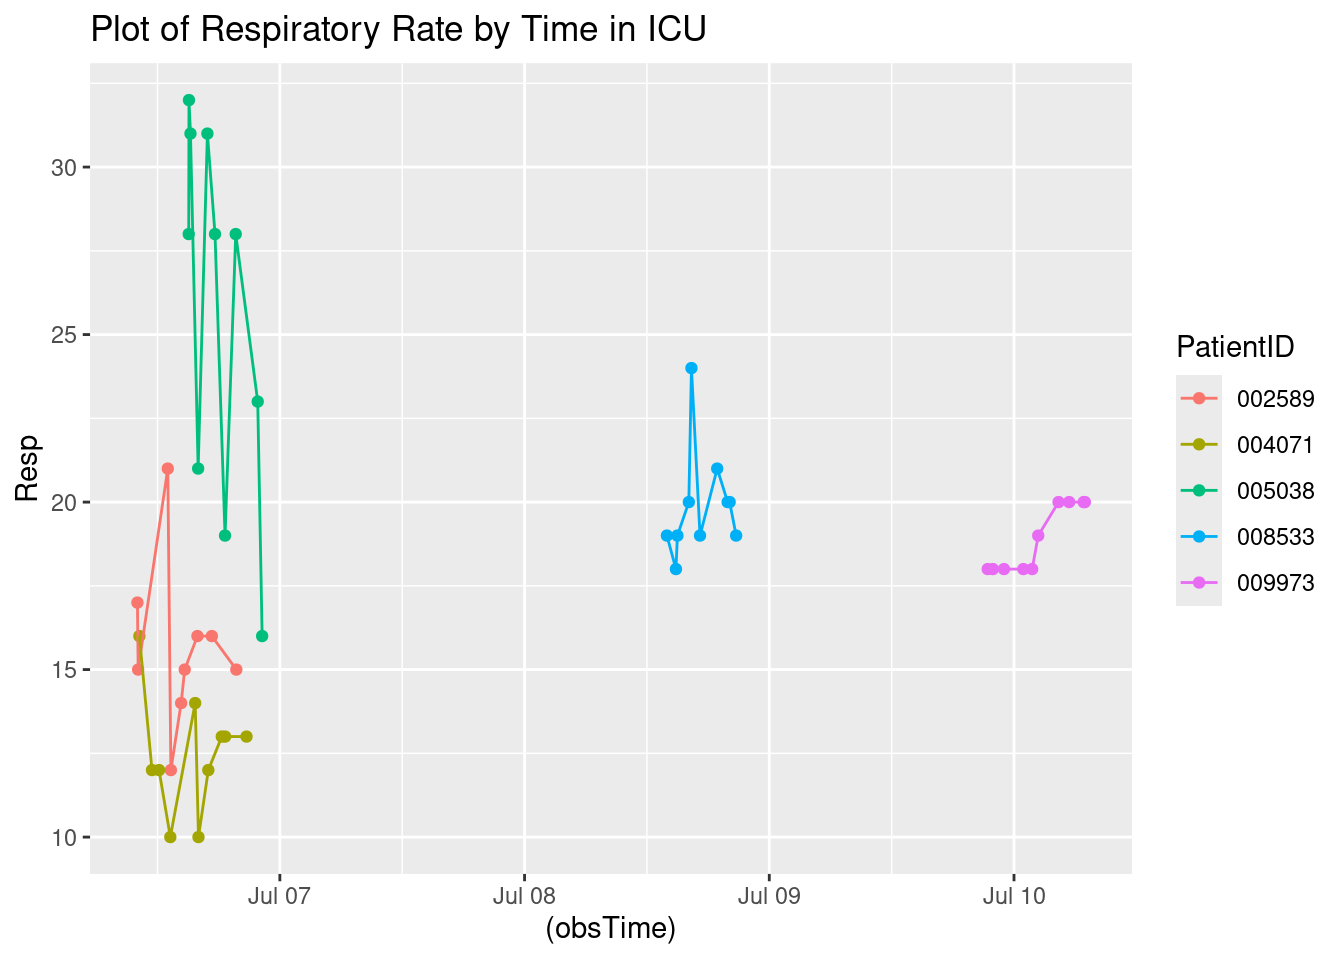 Plot of Respiratory Rate by Time in ICU
Resp
30
25
20
15
10
Jul 07 Jul 08 Jul 09 Jul 10
(obsTime)
PatientID
002589
004071
005038
008533
009973